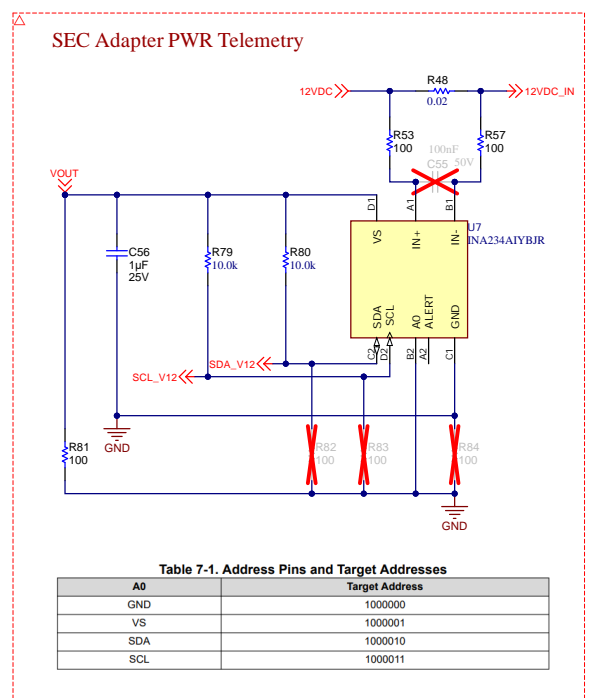 SEC Adapter PWR Telemetry
R48
12VDC
12VDC_IN
0.02
R53
100
R57
100
100nF
C55
50V
VOUT
D1
A1
B1
U7
INA234AIYBJR
VS
IN+
IN-
C56
1µF
25V
R79
10.0k
R80
10.0k
SDA
SCL
A0
ALERT
GND
C2
D2
B2
A2
C1
SDA_V12
SCL_V12
GND
R81
100
R82
100
R83
100
R84
100
GND
Table 7-1. Address Pins and Target Addresses
A0 Target Address
GND 1000000
VS 1000001
SDA 1000010
SCL 1000011